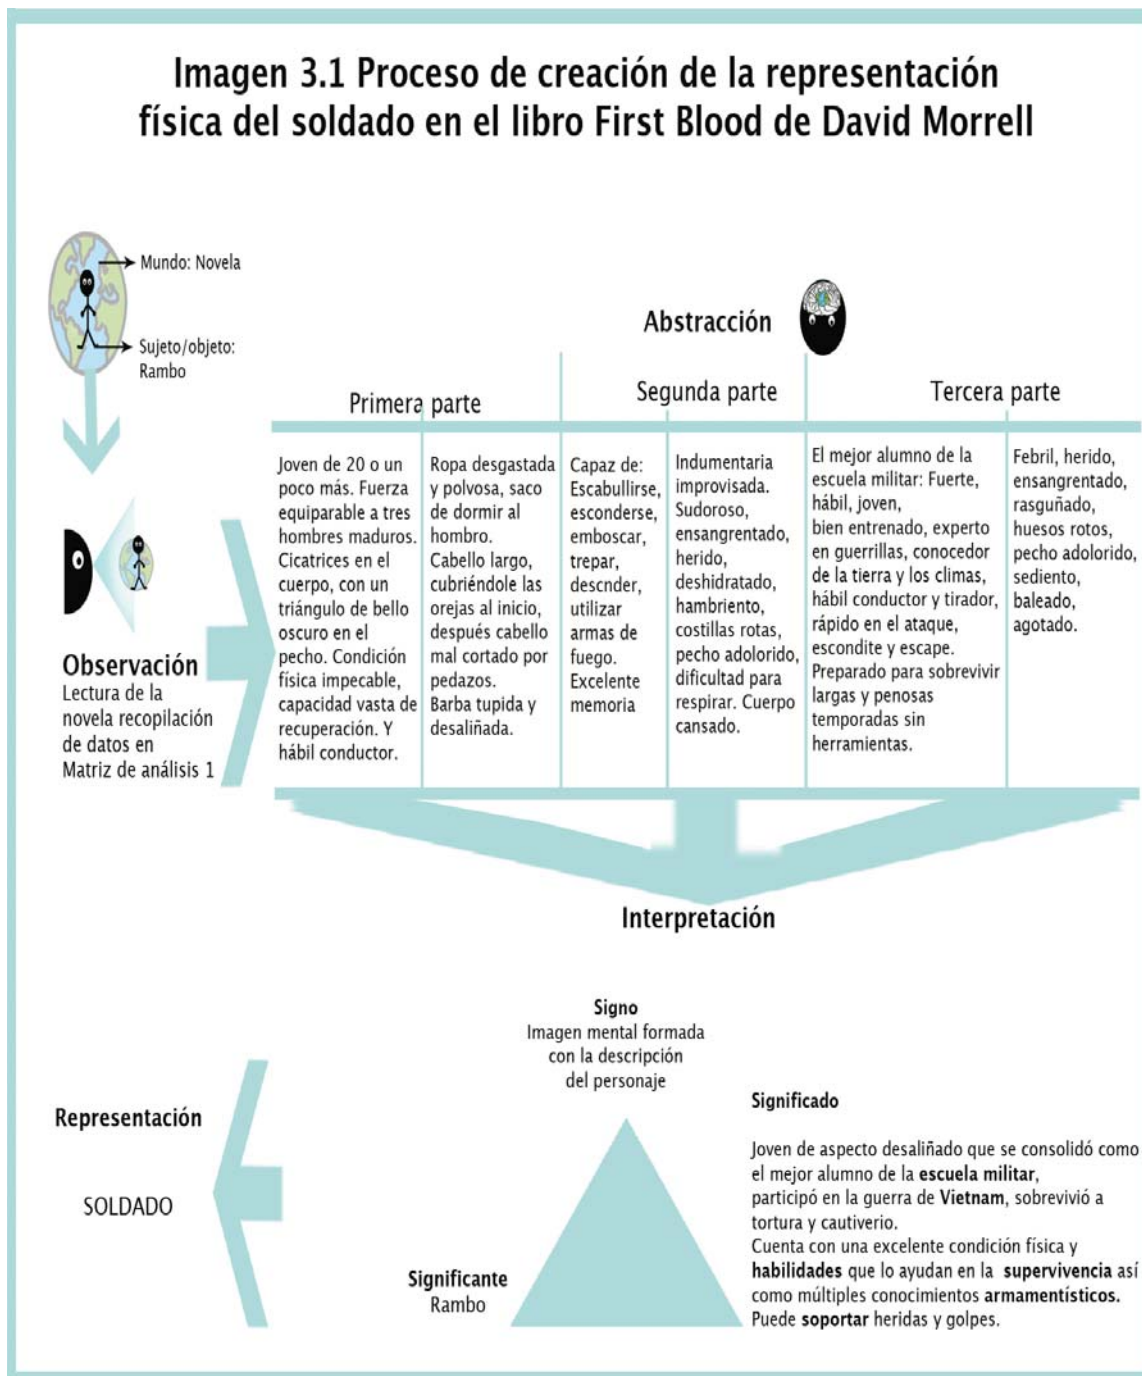 Imagen 3.1 Proceso de creación de la representación
física del soldado en el libro First Blood de David Morrell
Mundo: Novela
Sujeto/objeto:
Rambo
Observación
Lectura de la
novela recopilación
de datos en
Matriz de análisis 1
Abstracción
Primera parte
Joven de 20 o un
poco más. Fuerza
equiparable a tres
hombres maduros.
Cicatrices en el
cuerpo, con un
triángulo de bello
oscuro en el
pecho. Condición
física impecable,
capacidad vasta de
recuperación. Y
hábil conductor.
Ropa desgastada
y polvosa, saco
de dormir al
hombro.
Cabello largo,
cubriéndole las
orejas al inicio,
después cabello
mal cortado por
pedazos.
Barba tupida y
desaliñada.
Segunda parte
Capaz de:
Escabullirse,
esconderse,
emboscar,
trepar,
descnder,
utilizar
armas de
fuego.
Excelente
memoria
Indumentaria
improvisada.
Sudoroso,
ensangrentado,
herido,
deshidratado,
hambriento,
costillas rotas,
pecho adolorido,
dificultad para
respirar. Cuerpo
cansado.
Tercera parte
El mejor alumno de la
escuela militar: Fuerte,
hábil, joven,
bien entrenado, experto
en guerrillas, conocedor
de la tierra y los climas,
hábil conductor y tirador,
rápido en el ataque,
escondite y escape.
Preparado para sobrevivir
largas y penosas
temporadas sin
herramientas.
Febril, herido,
ensangrentado,
rasguñado,
huesos rotos,
pecho adolorido,
sediento,
baleado,
agotado.
Interpretación
Signo
Imagen mental formada
con la descripción
del personaje
Significado
Joven de aspecto desaliñado que se consolidó como
el mejor alumno de la escuela militar,
participó en la guerra de Vietnam, sobrevivió a
tortura y cautiverio.
Cuenta con una excelente condición física y
habilidades que lo ayudan en la supervivencia así
como múltiples conocimientos armamentísticos.
Puede soportar heridas y golpes.
Significante
Rambo
Representación
SOLDADO